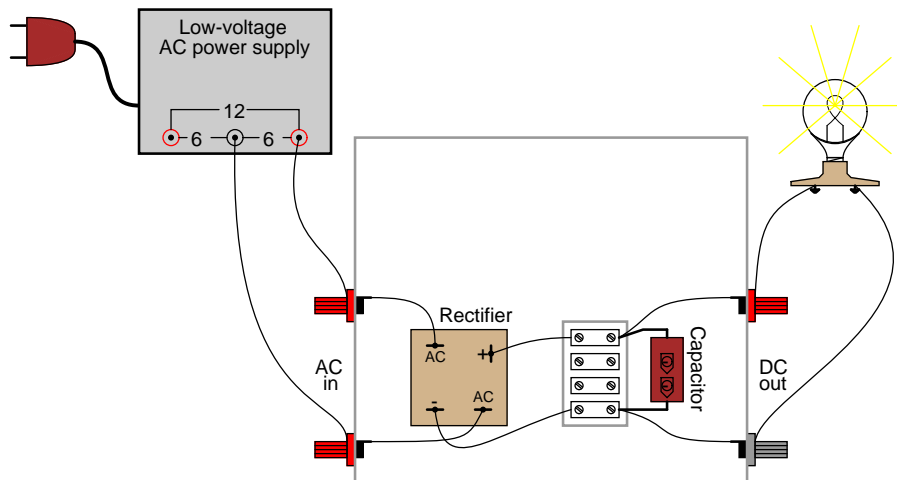 Low-voltage
AC power supply
12
6 6
Rectifier
AC
+
-
AC
AC
in
Capacitor
DC
out